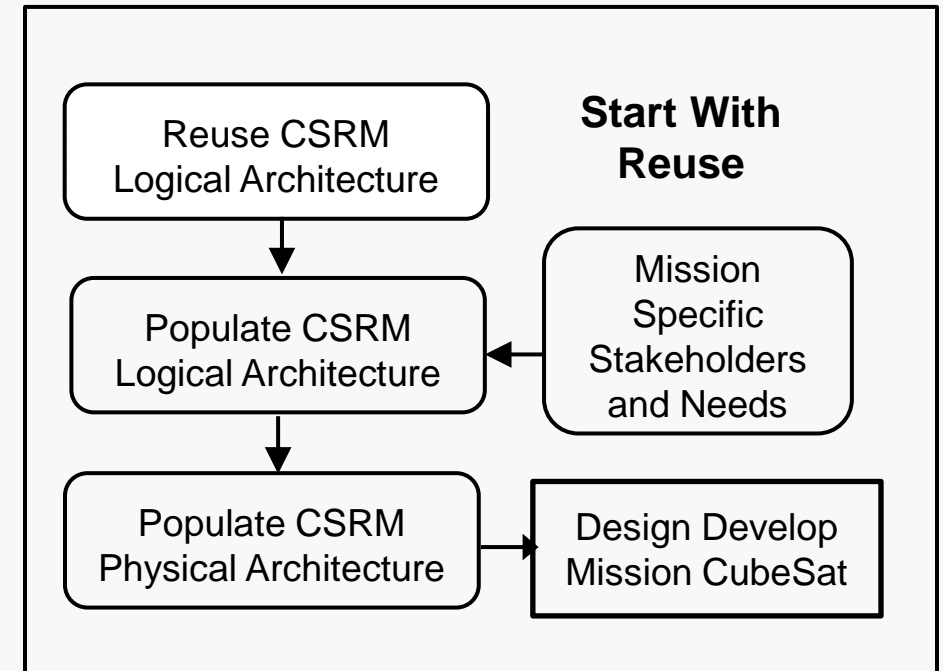 Start With
Reuse
Reuse CSRM
Logical Architecture
Populate CSRM
Logical Architecture
Mission
Specific
Stakeholders
and Needs
Populate CSRM
Physical Architecture
Design Develop
Mission CubeSat